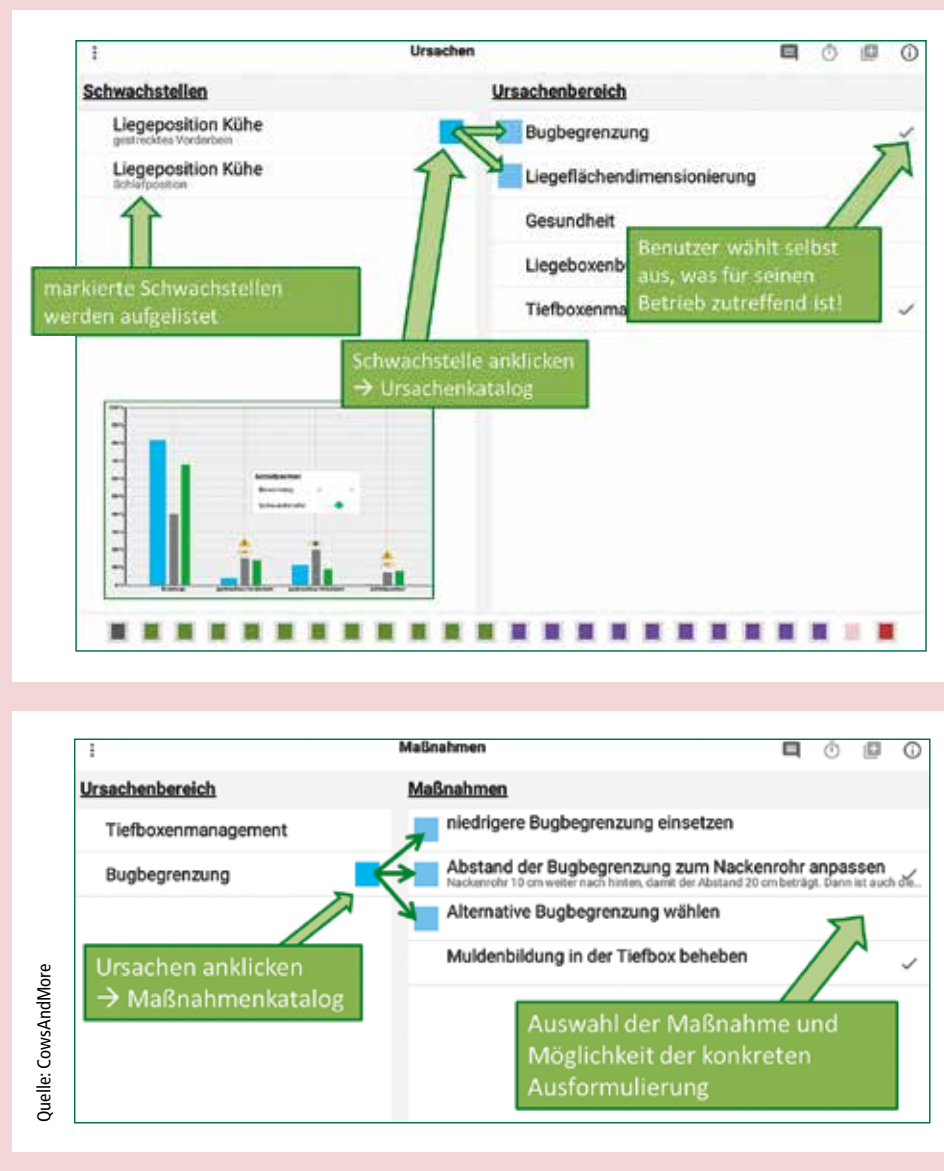 Ursachen
Schwachstellen
Ursachenbereich
Liegeposition Kühe
gestrecktes Vorderbein
Bugbegrenzung
Liegeposition Kühe
Schlafposition
Liegeflächendimensionierung
Gesundheit
Liegeboxenb
Tiefboxenma
Benutzer wählt selbst
aus, was für seinen
Betrieb zutreffend ist!
markierte Schwachstellen
werden aufgelistet
Schwachstelle anklicken
→ Ursachenkatalog
Maßnahmen
Ursachenbereich
Maßnahmen
Tiefboxenmanagement
niedrigere Bugbegrenzung einsetzen
Bugbegrenzung
Abstand der Bugbegrenzung zum Nackenrohr anpassen
Nackenrohr 10 cm weiter nach hinten, damit der Abstand 20 cm beträgt. Dann ist auch die...
Alternative Bugbegrenzung wählen
Muldenbildung in der Tiefbox beheben
Ursachen anklicken
→ Maßnahmenkatalog
Auswahl der Maßnahme und
Möglichkeit der konkreten
Ausformulierung
Quelle: CowsAndMore